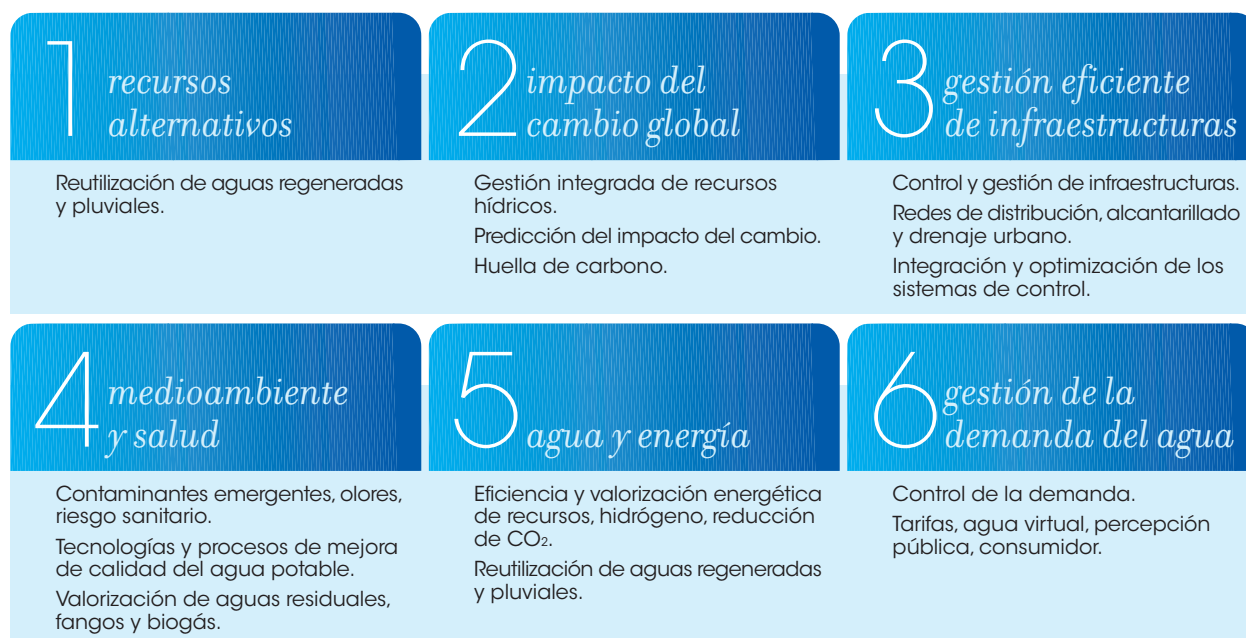 1 recursos
alternativos
Reutilización de aguas regeneradas
y pluviales.
2 impacto del
cambio global
Gestión integrada de recursos
hídricos.
Predicción del impacto del cambio.
Huella de carbono.
3 gestión eficiente
de infraestructuras
Control y gestión de infraestructuras.
Redes de distribución, alcantarillado
y drenaje urbano.
Integración y optimización de los
sistemas de control.
4 medioambiente
y salud
Contaminantes emergentes, olores,
riesgo sanitario.
Tecnologías y procesos de mejora
de calidad del agua potable.
Valorización de aguas residuales,
fangos y biogás.
5 agua y energía
Eficiencia y valorización energética
de recursos, hidrógeno, reducción
de CO₂.
Reutilización de aguas regeneradas
y pluviales.
6 gestión de la
demanda del agua
Control de la demanda.
Tarifas, agua virtual, percepción
pública, consumidor.